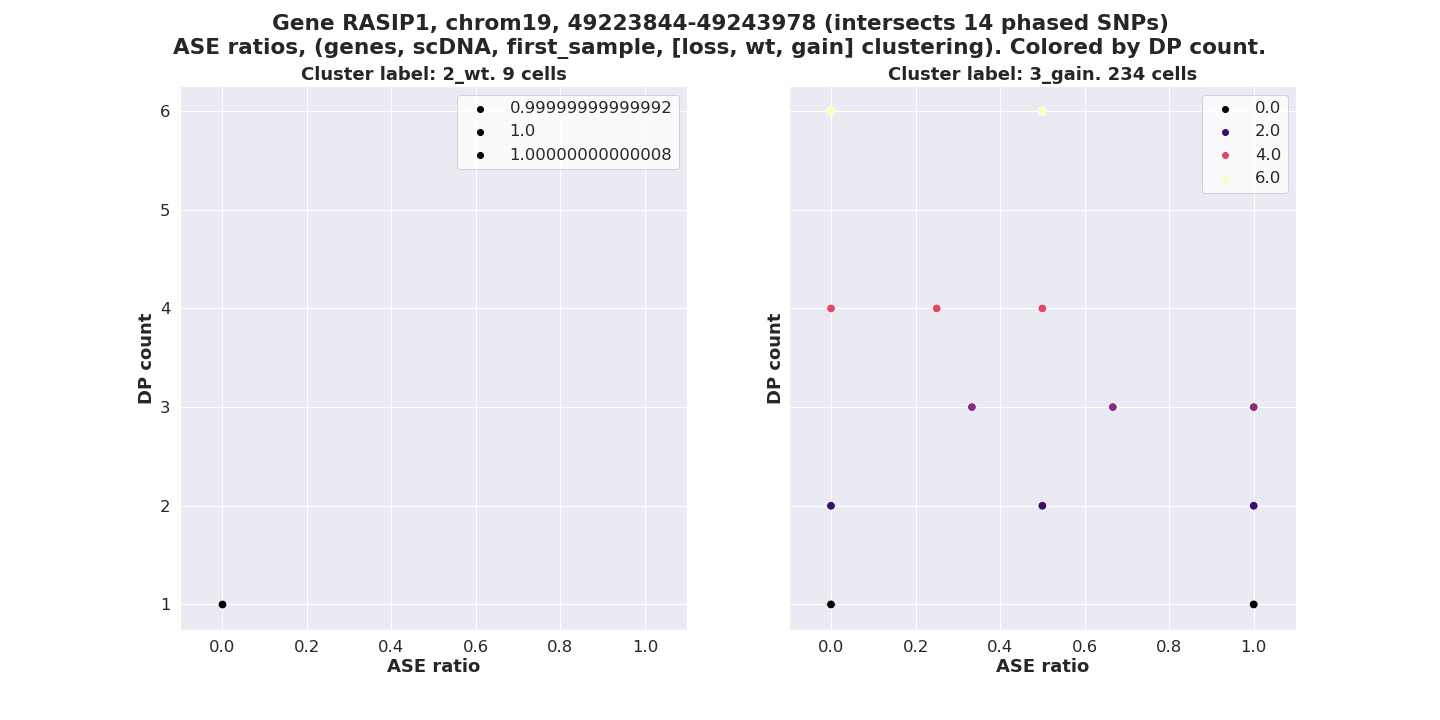 Gene RASIP1, chrom19, 49223844-49243978 (intersects 14 phased SNPs)
ASE ratios, (genes, scDNA, first_sample, [loss, wt, gain] clustering). Colored by DP count.
Cluster label: 2_wt. 9 cells
0.99999999999992
1.0
1.00000000000008
6
5
4
3
2
1
DP count
0.0 0.2 0.4 0.6 0.8 1.0
ASE ratio
Cluster label: 3_gain. 234 cells
0.0
2.0
4.0
6.0
DP count
0.0 0.2 0.4 0.6 0.8 1.0
ASE ratio